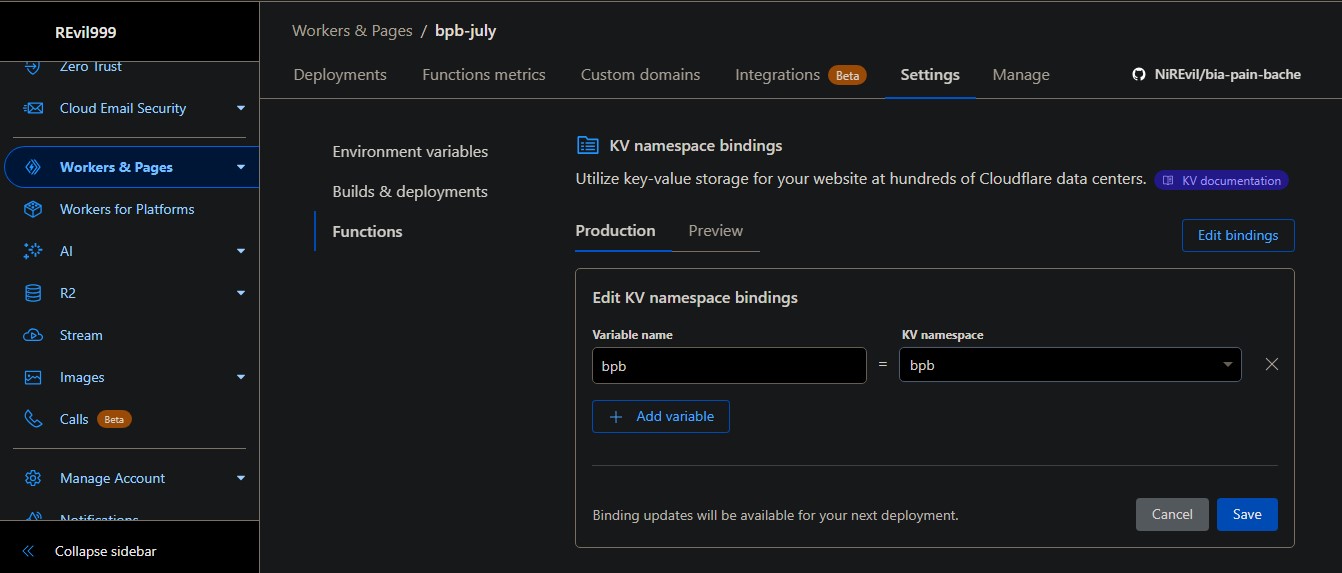 REvil999
Zero Trust
Cloud Email Security
Workers & Pages
Workers for Platforms
AI
R2
Stream
Images
Calls Beta
Manage Account
Notifications
Collapse sidebar
Workers & Pages / bpb-july
Deployments Functions metrics Custom domains Integrations Beta Settings Manage NiREvil/bia-pain-bache
Environment variables
Builds & deployments
Functions
KV namespace bindings
Utilize key-value storage for your website at hundreds of Cloudflare data centers. KV documentation
Production Preview Edit bindings
Edit KV namespace bindings
Variable name KV namespace
bpb = bpb
+ Add variable
Binding updates will be available for your next deployment. Cancel Save